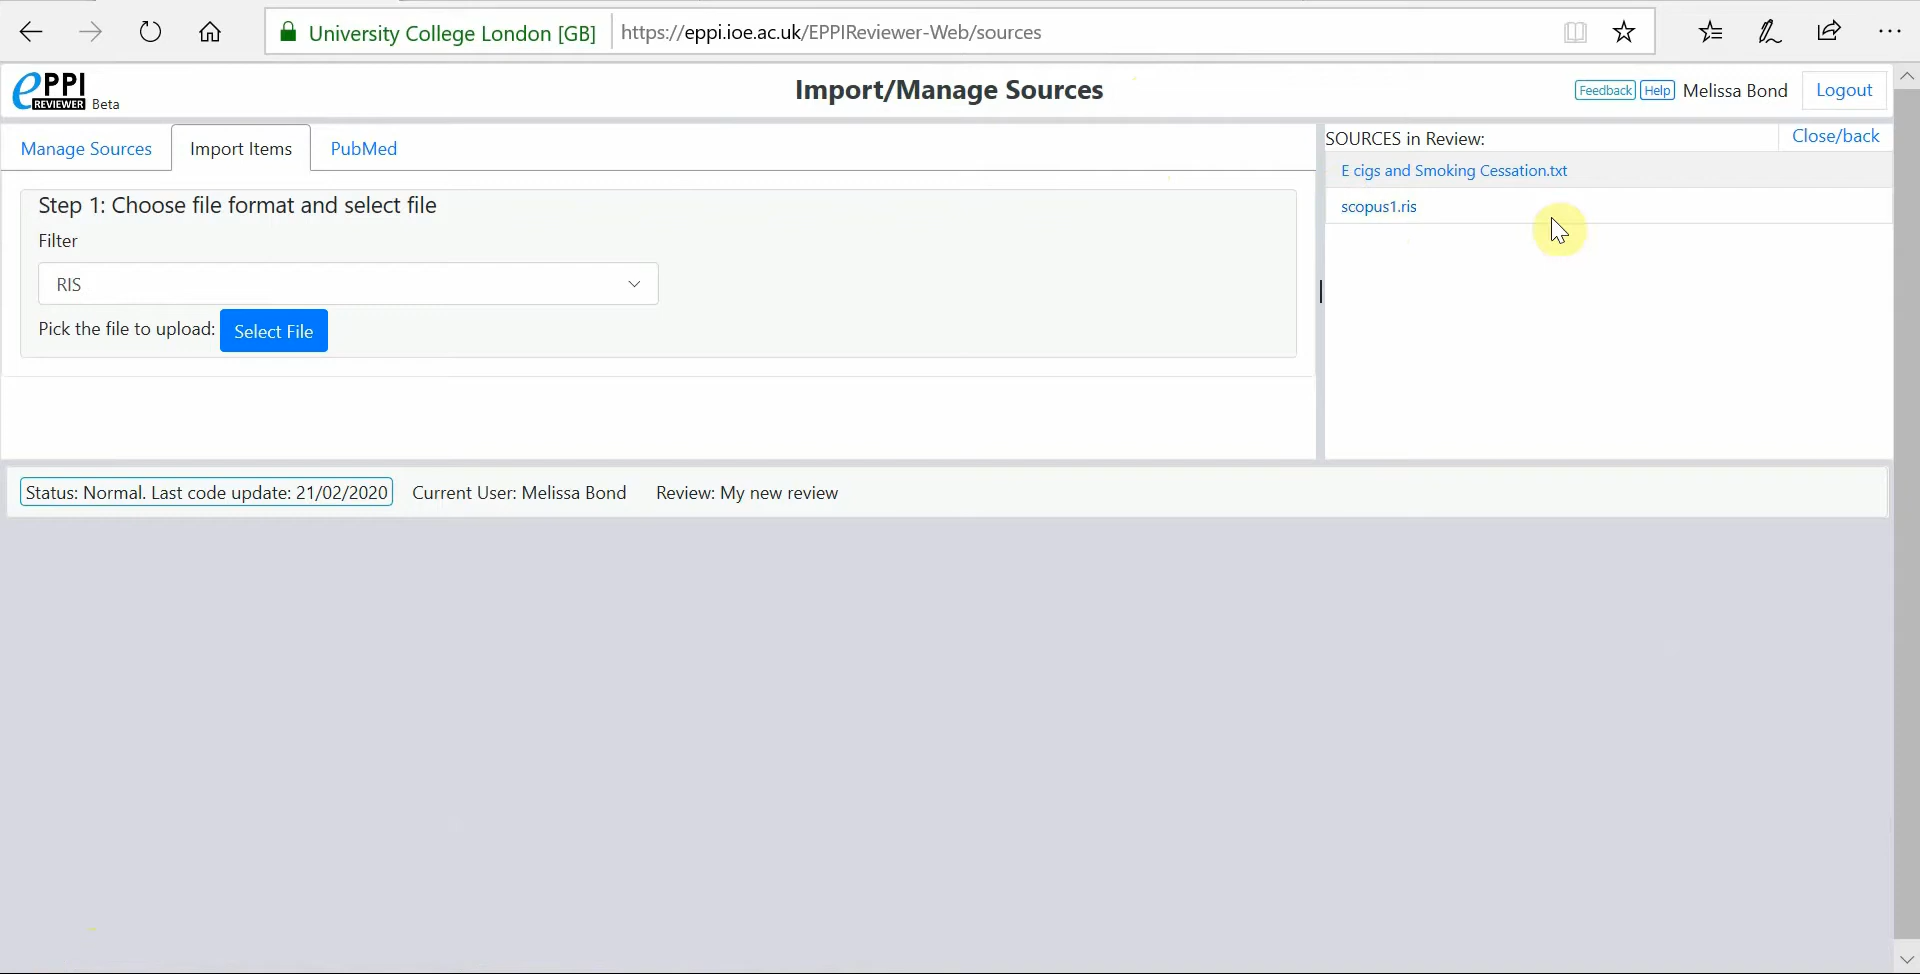 University College London [GB]
https://eppi.ioe.ac.uk/EPPIReviewer-Web/sources
ePPI
REVIEWER Beta
Import/Manage Sources
Feedback Help Melissa Bond Logout
Manage Sources Import Items PubMed
SOURCES in Review: Close/back
E cigs and Smoking Cessation.txt
scopus1.ris
Step 1: Choose file format and select file
Filter
RIS
Pick the file to upload: Select File
Status: Normal. Last code update: 21/02/2020 Current User: Melissa Bond Review: My new review